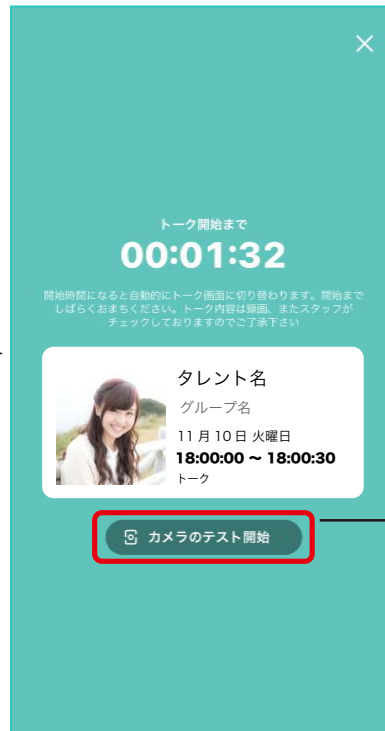 トーク開始まで
00:01:32
開始時間になると自動的にトーク画面に切り替わります。開始まで
しばらくおまちください。トーク内容は録画、またスタッフが
チェックしておりますのでご了承下さい
タレント名
グループ名
11月10日 火曜日
18:00:00 ~ 18:00:30
トーク
カメラのテスト開始